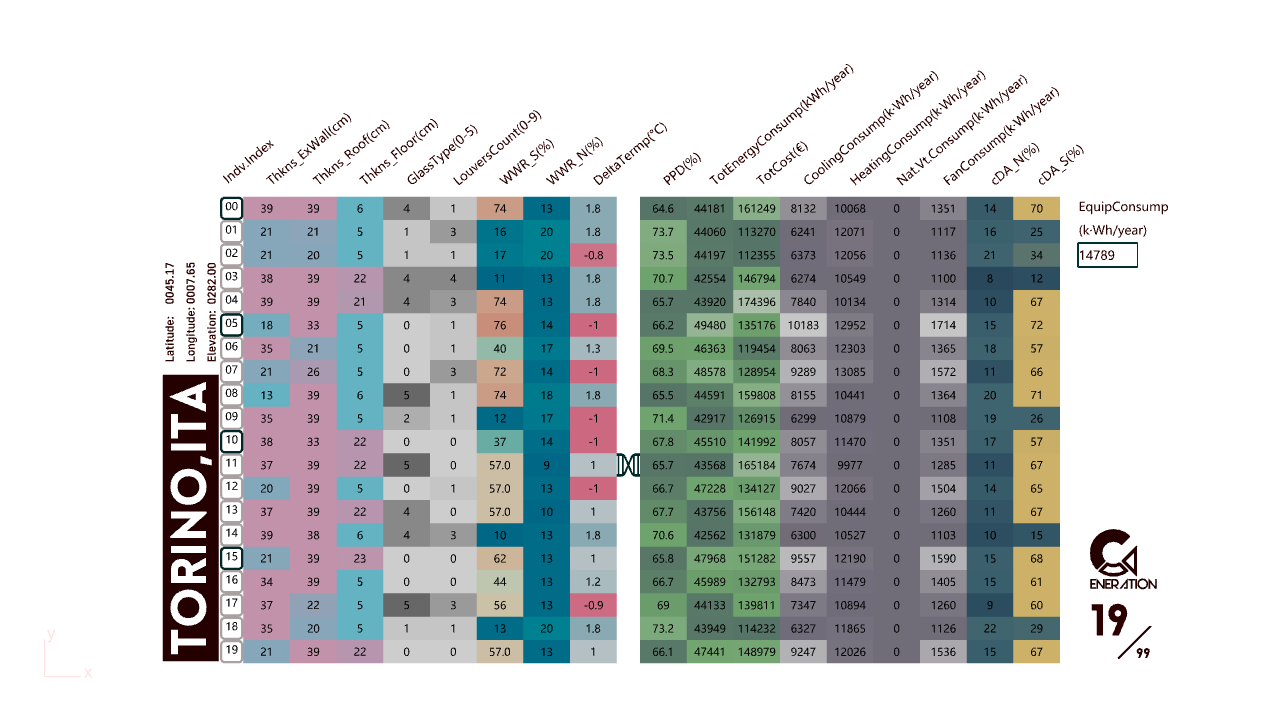 Indv.Index Thkns_ExWall(cm) Thkns_Roof(cm) Thkns_Floor(cm) GlassType(0-5) LouversCount(0-9) WWR_S(%) WWR_N(%) DeltaTermp(°C) PPD(%) TotEnergyConsump(kWh/year) TotCost(€) CoolingConsump(k·Wh/year) HeatingConsump(k·Wh/year) Nat.Vt.Consump(k·Wh/year) FanConsump(k·Wh/year) cDA_N(%) cDA_S(%)
00 39 39 6 4 1 74 13 1.8 64.6 44181 161249 8132 10068 0 1351 14 70
01 21 21 5 1 3 16 20 1.8 73.7 44060 113270 6241 12071 0 1117 16 25
02 21 20 5 1 1 17 20 -0.8 73.5 44197 112355 6373 12056 0 1136 21 34
03 38 39 22 4 4 11 13 1.8 70.7 42554 146794 6274 10549 0 1100 8 12
04 39 39 21 4 3 74 13 1.8 65.7 43920 174396 7840 10134 0 1314 10 67
05 18 33 5 0 1 76 14 -1 66.2 49480 135176 10183 12952 0 1714 15 72
06 35 21 5 0 1 40 17 1.3 69.5 46363 119454 8063 12303 0 1365 18 57
07 21 26 5 0 3 72 14 -1 68.3 48578 128954 9289 13085 0 1572 11 66
08 13 39 6 5 1 74 18 1.8 65.5 44591 159808 8155 10441 0 1364 20 71
09 35 39 5 2 1 12 17 -1 71.4 42917 126915 6299 10879 0 1108 19 26
10 38 33 22 0 0 37 14 -1 67.8 45510 141992 8057 11470 0 1351 17 57
11 37 39 22 5 0 57.0 9 1 65.7 43568 165184 7674 9977 0 1285 11 67
12 20 39 5 0 1 57.0 13 -1 66.7 47228 134127 9027 12066 0 1504 14 65
13 37 39 22 4 0 57.0 10 1 67.7 43756 156148 7420 10444 0 1260 11 67
14 39 38 6 4 3 10 13 1.8 70.6 42562 131879 6300 10527 0 1103 10 15
15 21 39 23 0 0 62 13 1 65.8 47968 151282 9557 12190 0 1590 15 68
16 34 39 5 0 0 44 13 1.2 66.7 45989 132793 8473 11479 0 1405 15 61
17 37 22 5 5 3 56 13 -0.9 69 44133 139811 7347 10894 0 1260 9 60
18 35 20 5 1 1 13 20 1.8 73.2 43949 114232 6327 11865 0 1126 22 29
19 21 39 22 0 0 57.0 13 1 66.1 47441 148979 9247 12026 0 1536 15 67
Latitude: 0045.17
Longitude: 0007.65
Elevation: 0282.00
TORINO,ITA
EquipConsump
(k·Wh/year)
14789
ENERATION
19/99
y
x